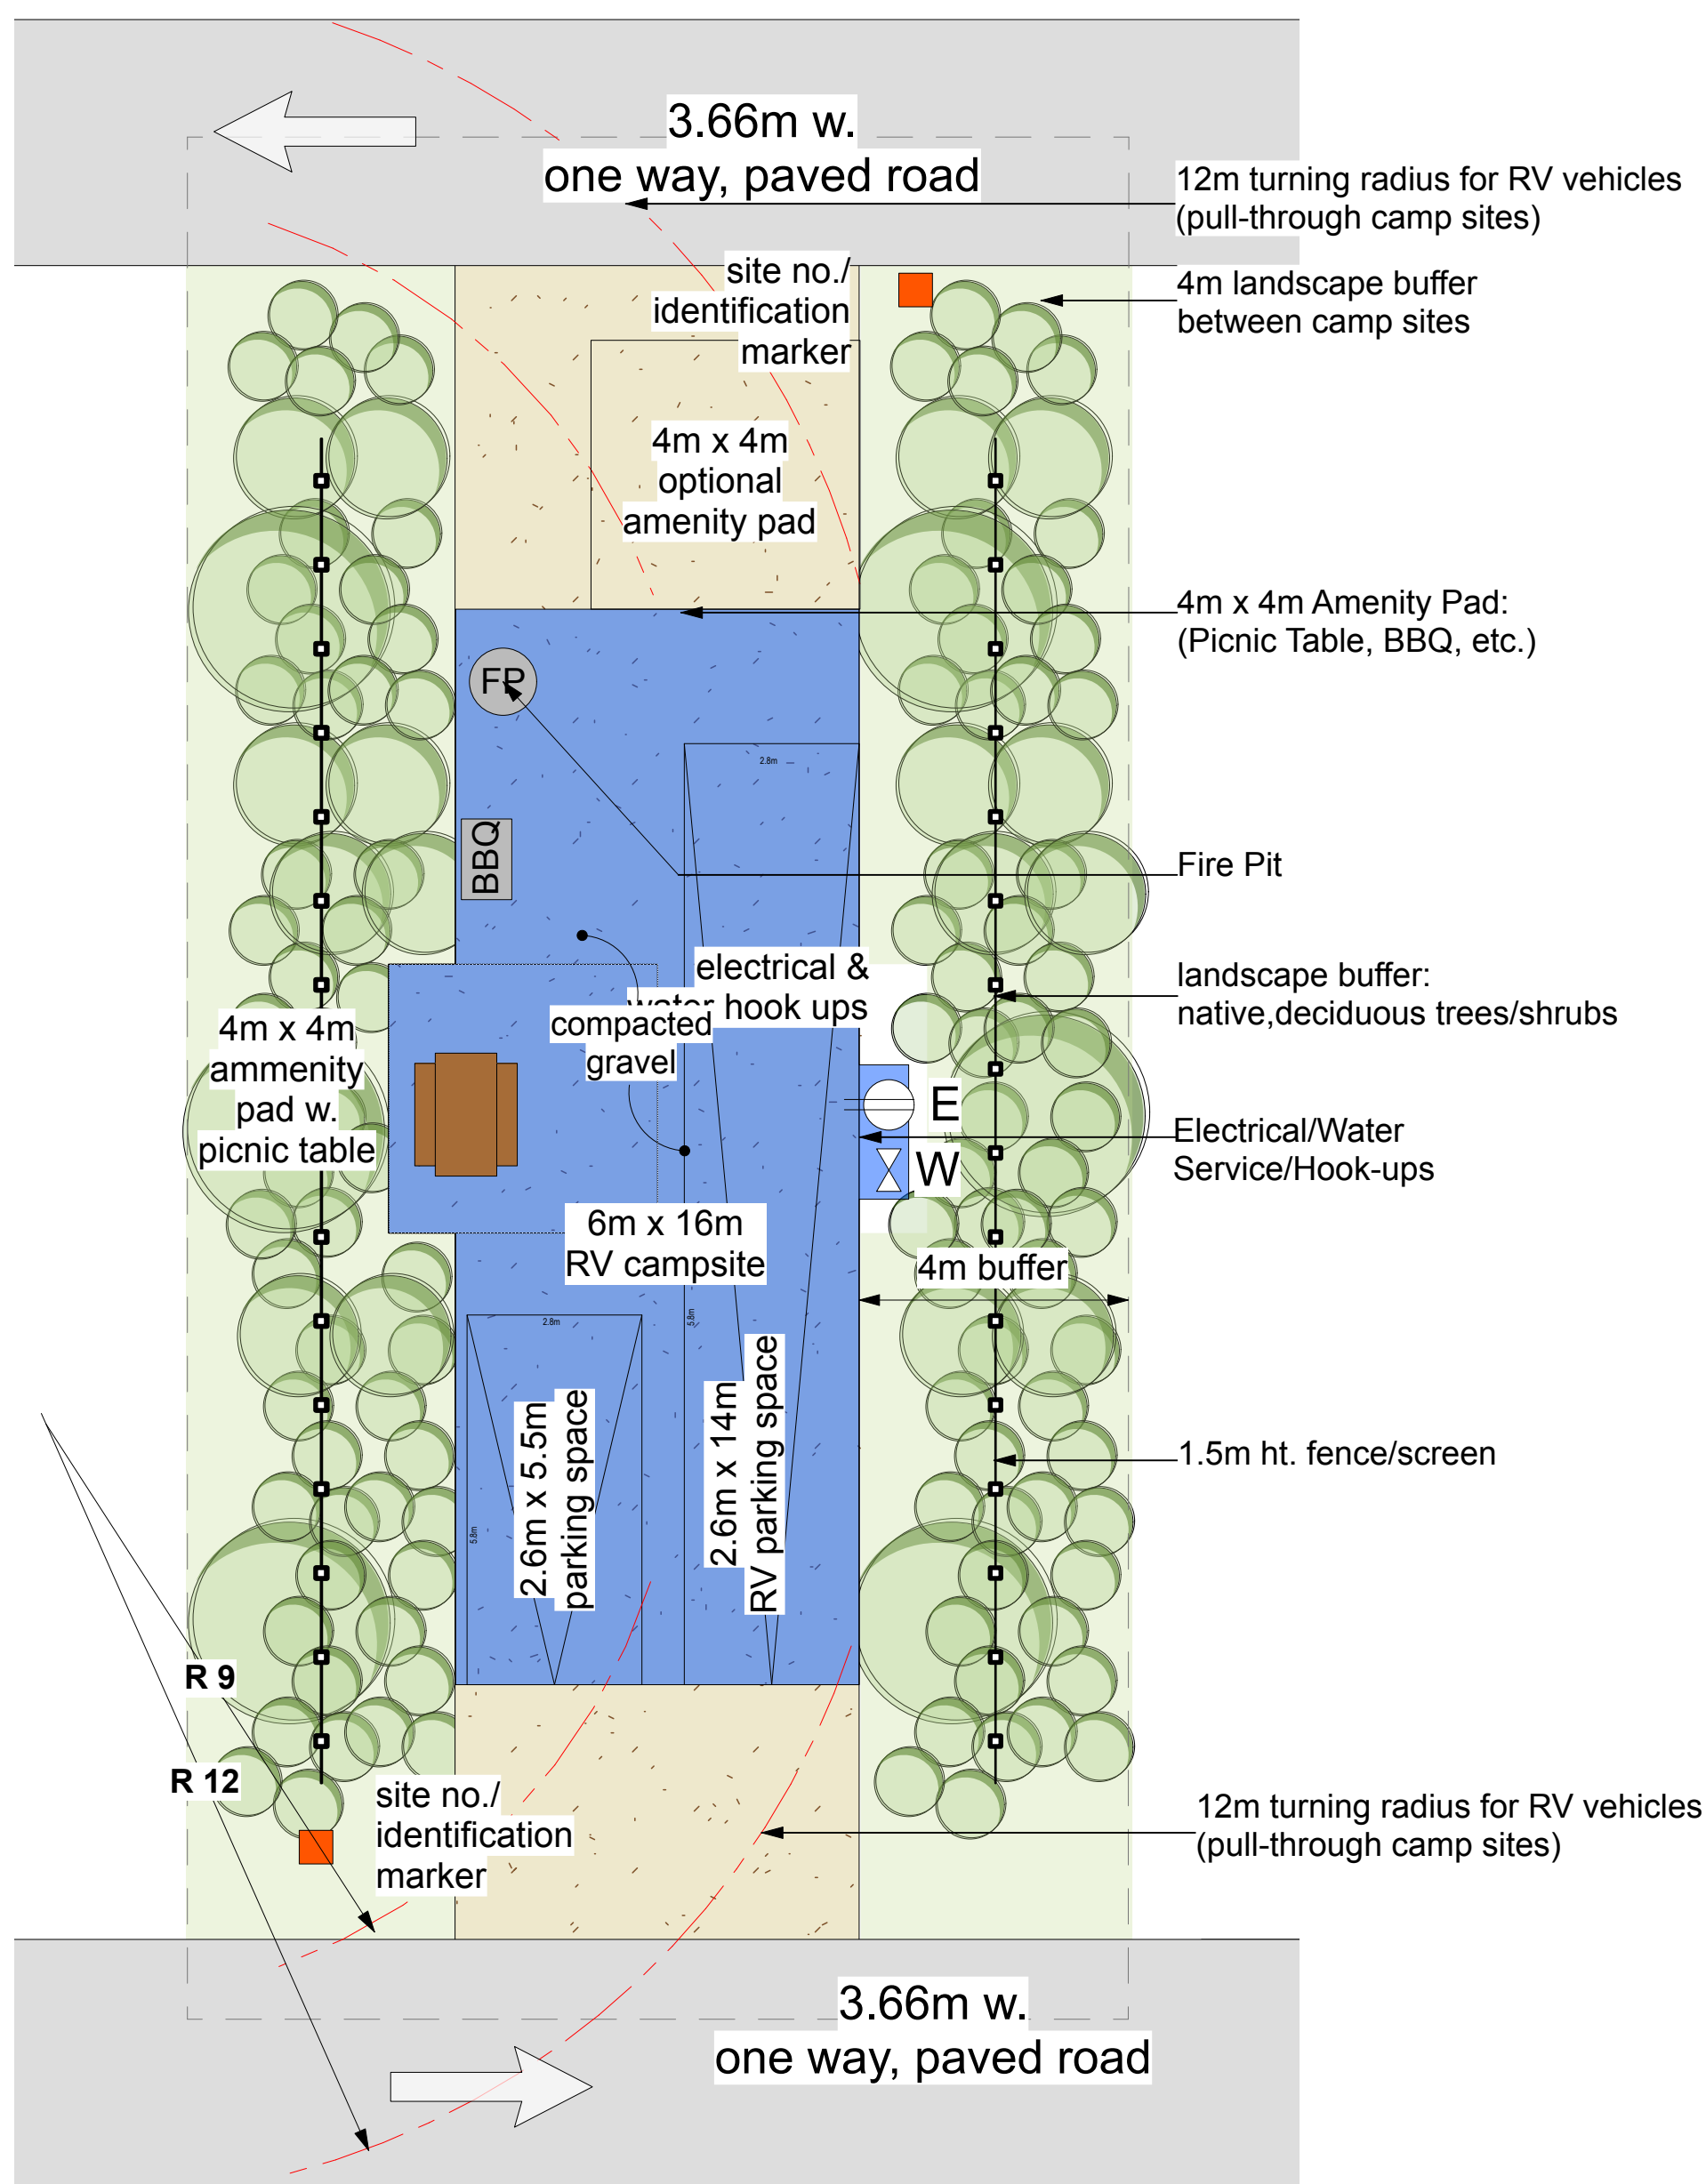 3.66m w.
one way, paved road
12m turning radius for RV vehicles
(pull-through camp sites)
site no./
identification
marker
4m landscape buffer
between camp sites
4m x 4m
optional
amenity pad
4m x 4m Amenity Pad:
(Picnic Table, BBQ, etc.)
FP
2.8m
BBQ
Fire Pit
electrical &
water hook ups
compacted
gravel
landscape buffer:
native,deciduous trees/shrubs
4m x 4m
ammenity
pad w.
picnic table
E
W
Electrical/Water
Service/Hook-ups
6m x 16m
RV campsite
4m buffer
2.8m
5.8m
2.6m x 5.5m
parking space
5.8m
2.6m x 14m
RV parking space
1.5m ht. fence/screen
R 9
R 12
site no./
identification
marker
12m turning radius for RV vehicles
(pull-through camp sites)
3.66m w.
one way, paved road